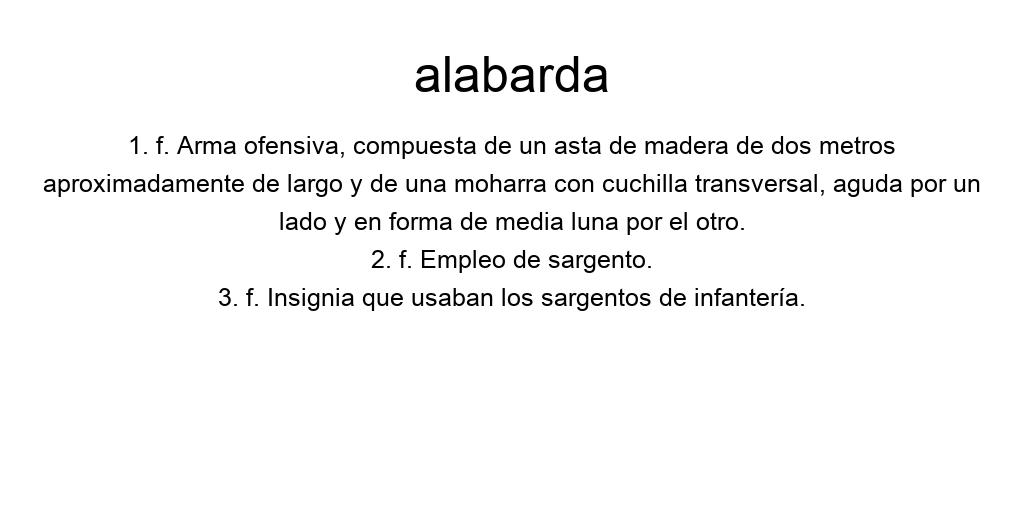 alabarda
1. f. Arma ofensiva, compuesta de un asta de madera de dos metros
aproximadamente de largo y de una moharra con cuchilla transversal, aguda por un
lado y en forma de media luna por el otro.
2. f. Empleo de sargento.
3. f. Insignia que usaban los sargentos de infantería.